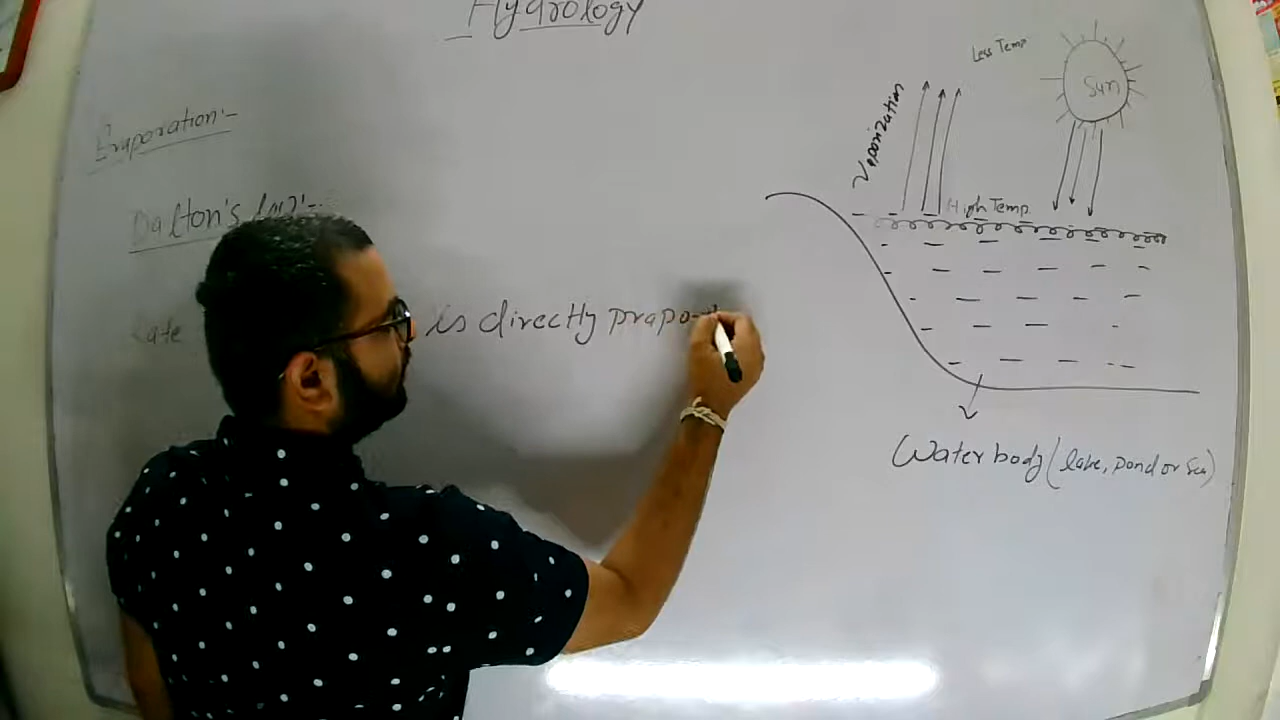 Hydrology
Evaporation:-
Dalton's law:-
Rate is directly prapo
Less Temp
Sun
Vaporization
High Temp
Water body (lake, pond or Sea)